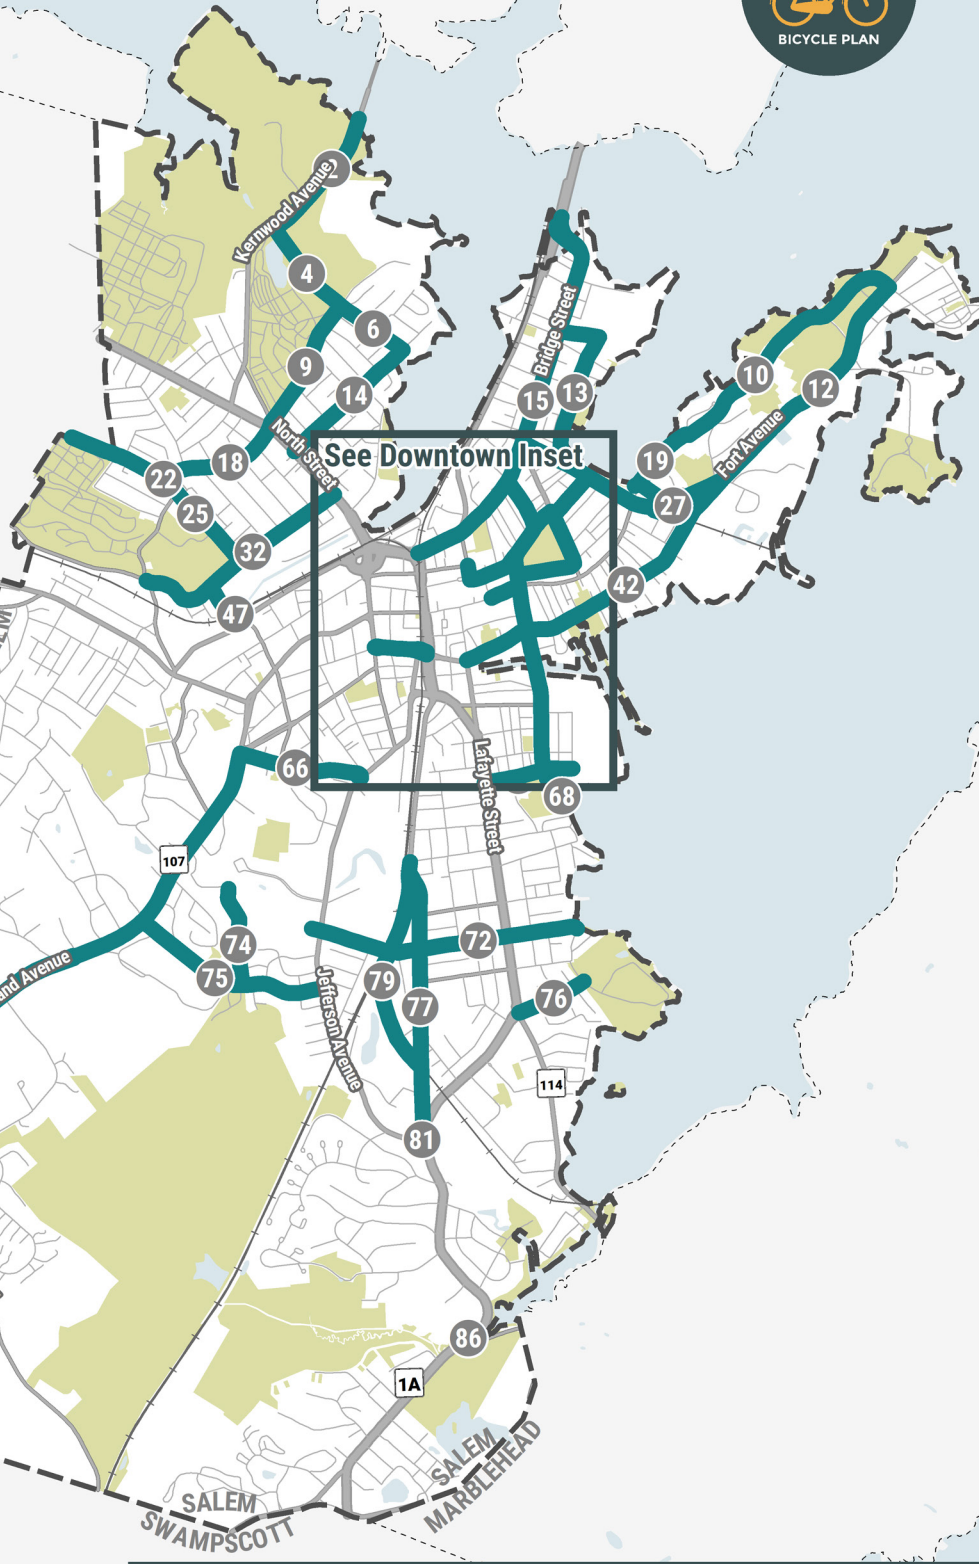 BICYCLE PLAN
2
Kernwood Avenue
4
6
9
14
Bridge Street
15
13
10
12
North Street
See Downtown Inset
Fort Avenue
18
22
19
25
27
32
42
47
66
Lafayette Street
68
107
74
72
75
and Avenue
79
77
76
Jefferson Avenue
114
81
86
1A
SALEM
MARBLEHEAD
SALEM
SWAMPSCOTT